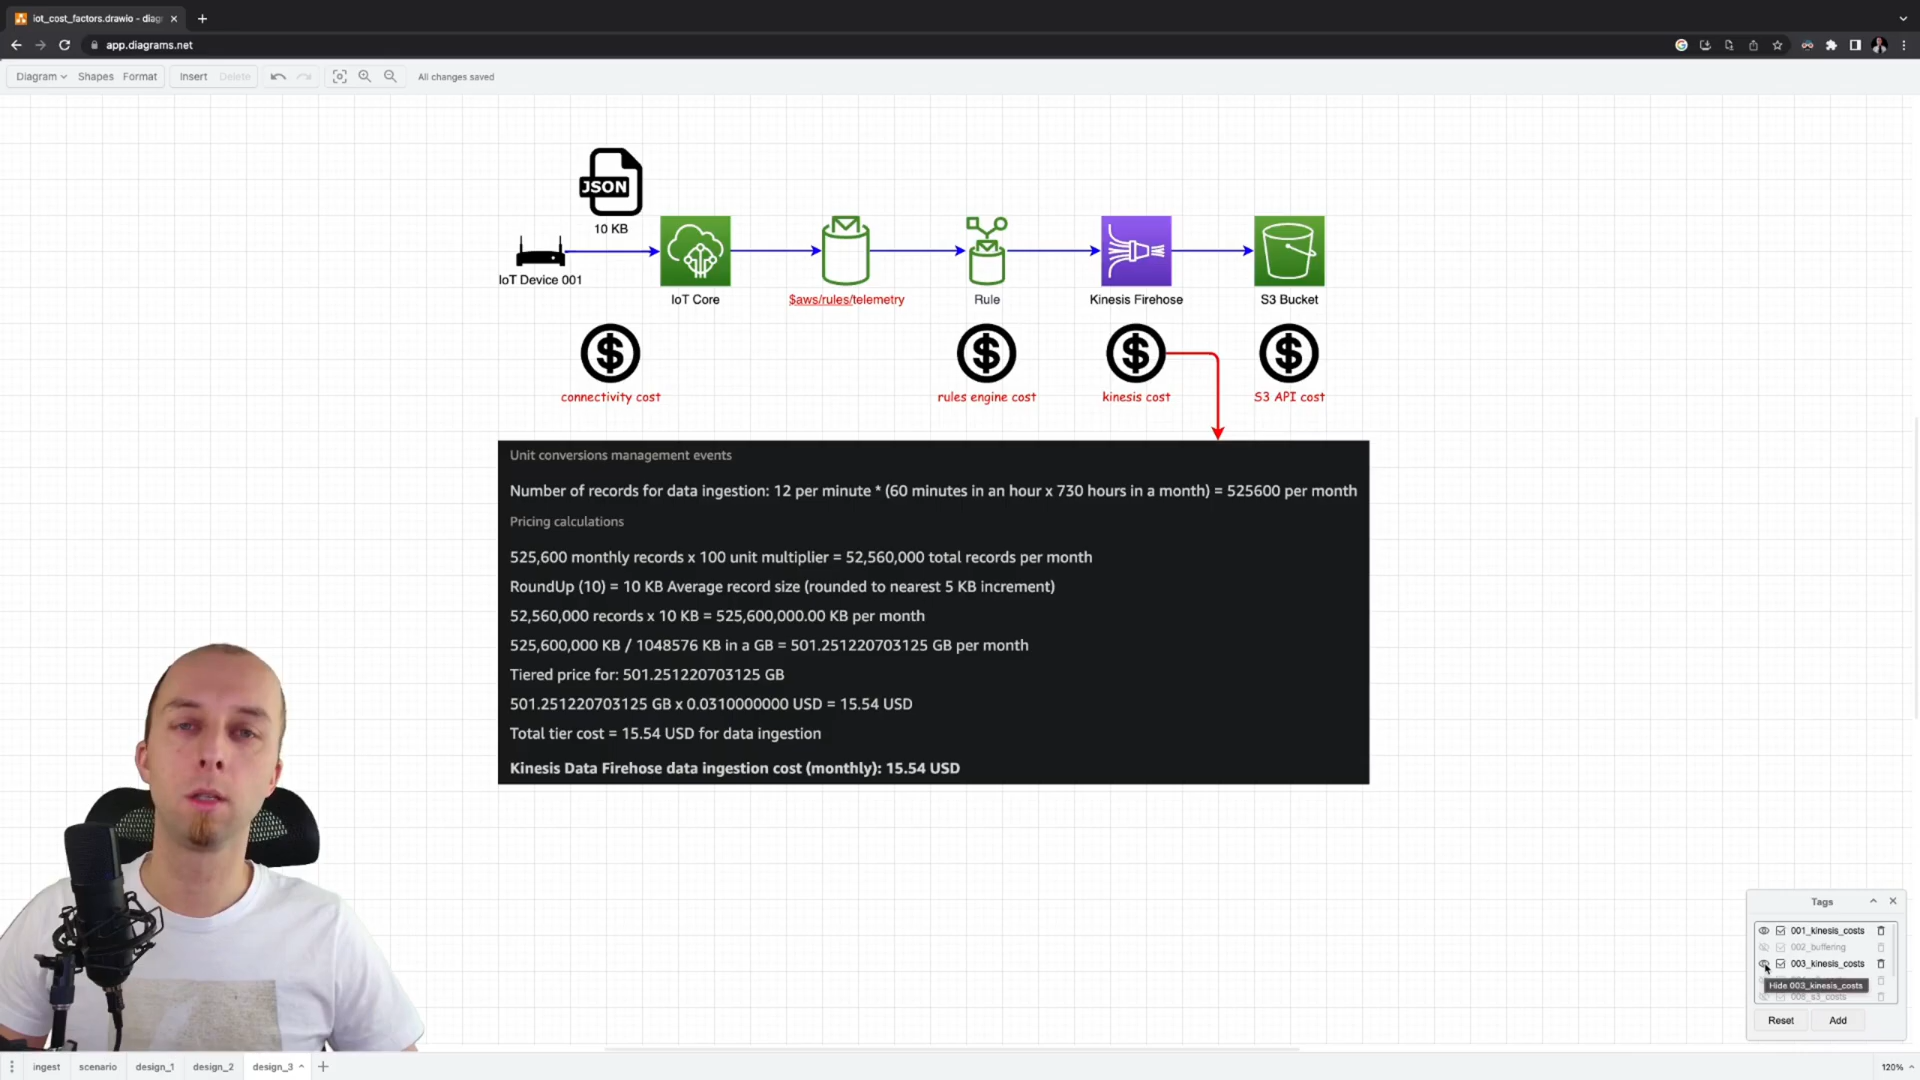 iot_cost_factors.drawio - diag
app.diagrams.net
Diagram
Shapes
Format
Insert
Delete
All changes saved
JSON
10 KB
IoT Device 001
IoT Core
$aws/rules/telemetry
Rule
Kinesis Firehose
S3 Bucket
$
$
$
$
connectivity cost
rules engine cost
kinesis cost
S3 API cost
Unit conversions management events
Number of records for data ingestion: 12 per minute * (60 minutes in an hour x 730 hours in a month) = 525600 per month
Pricing calculations
525,600 monthly records x 100 unit multiplier = 52,560,000 total records per month
RoundUp (10) = 10 KB Average record size (rounded to nearest 5 KB increment)
52,560,000 records x 10 KB = 525,600,000.00 KB per month
525,600,000 KB / 1048576 KB in a GB = 501.251220703125 GB per month
Tiered price for: 501.251220703125 GB
501.251220703125 GB x 0.0310000000 USD = 15.54 USD
Total tier cost = 15.54 USD for data ingestion
Kinesis Data Firehose data ingestion cost (monthly): 15.54 USD
Tags
001_kinesis_costs
002_buffering
003_kinesis_costs
Hide 003_kinesis_costs
Reset
Add
ingest
scenario
design_1
design_2
design_3
120%